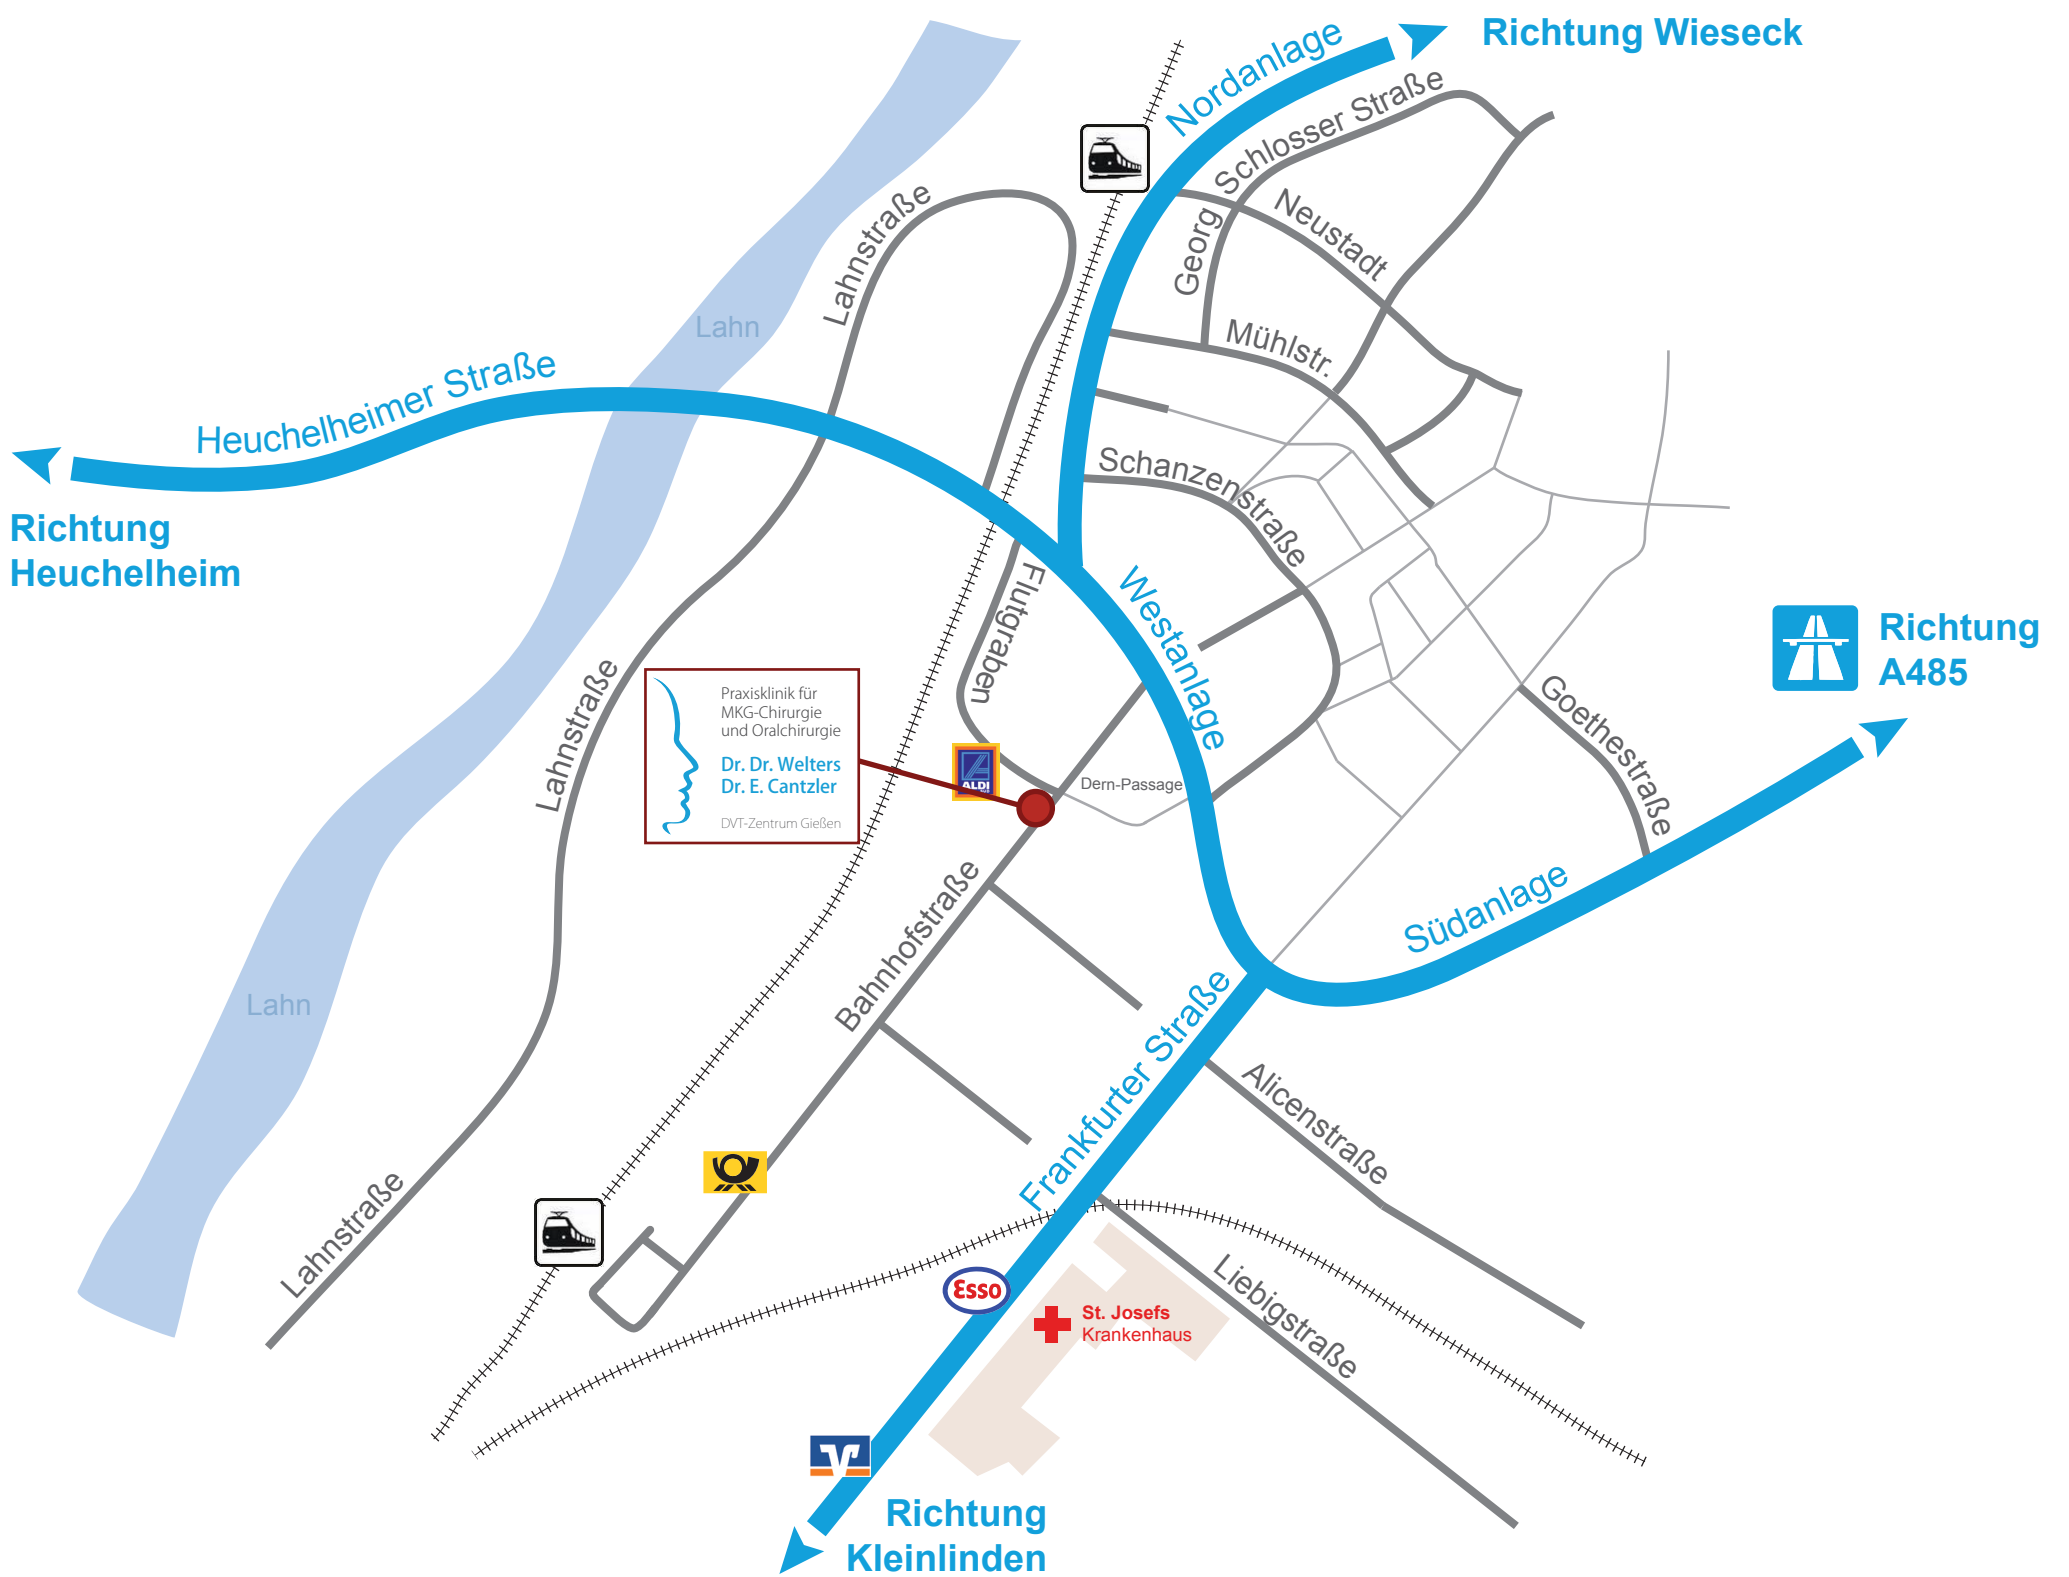 Richtung Wieseck
Nordanlage
Georg Schlosser Straße
Neustadt
Lahnstraße
Lahn
Mühlstr.
Heuchelheimer Straße
Schanzenstraße
Richtung
Heuchelheim
Flutgraben
Westanlage
Richtung
A485
Lahnstraße
Goethestraße
Praxisklinik für
MKG-Chirurgie
und Oralchirurgie
Dr. Dr. Welters
Dr. E. Cantzler
DVT-Zentrum Gießen
ALDI
Dern-Passage
Südanlage
Bahnhofstraße
Lahn
Frankfurter Straße
Alicenstraße
Lahnstraße
Esso
St. Josefs
Krankenhaus
Liebigstraße
Richtung
Kleinlinden